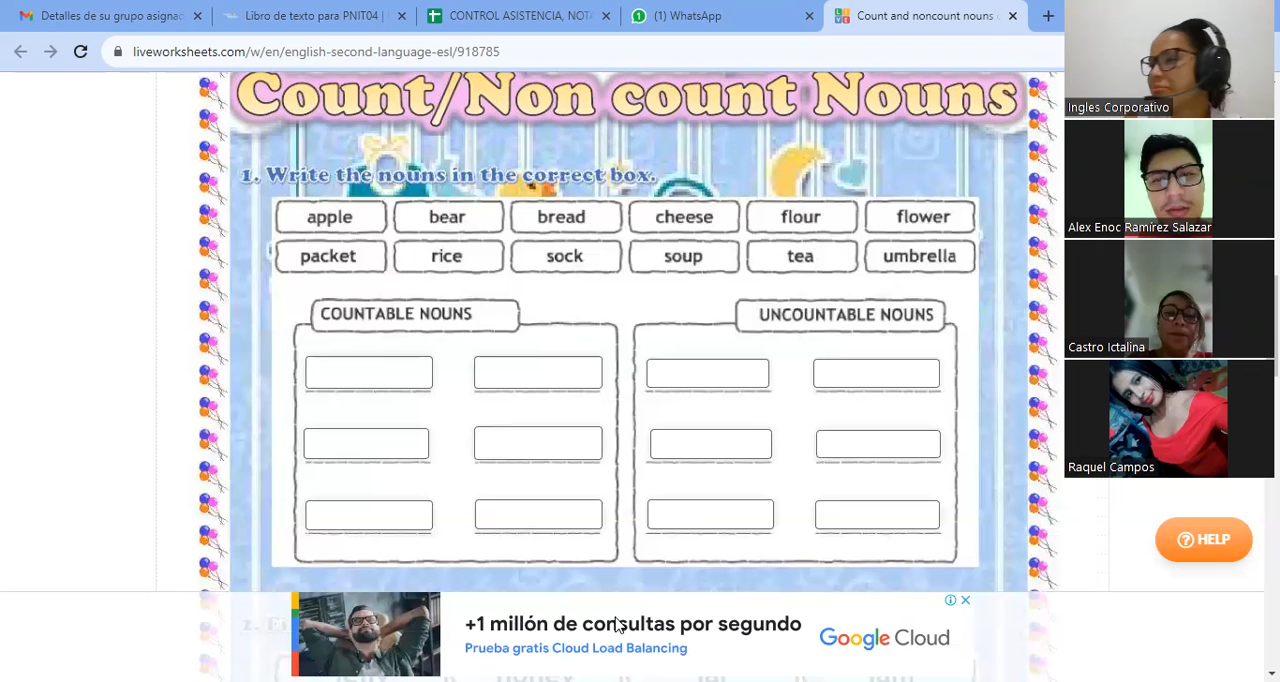 Detalles de su grupo asignad
Libro de texto para PNIT04 |
CONTROL ASISTENCIA, NOTA
(1) WhatsApp
Count and noncount nouns
liveworksheets.com/w/en/english-second-language-esl/918785
Count/Non count Nouns
1. Write the nouns in the correct box.
apple bear bread cheese flour flower
packet rice sock soup tea umbrella
COUNTABLE NOUNS
UNCOUNTABLE NOUNS
+1 millón de consultas por segundo
Prueba gratis Cloud Load Balancing
Google Cloud
HELP
Ingles Corporativo
Alex Enoc Ramirez Salazar
Castro Ictalina
Raquel Campos